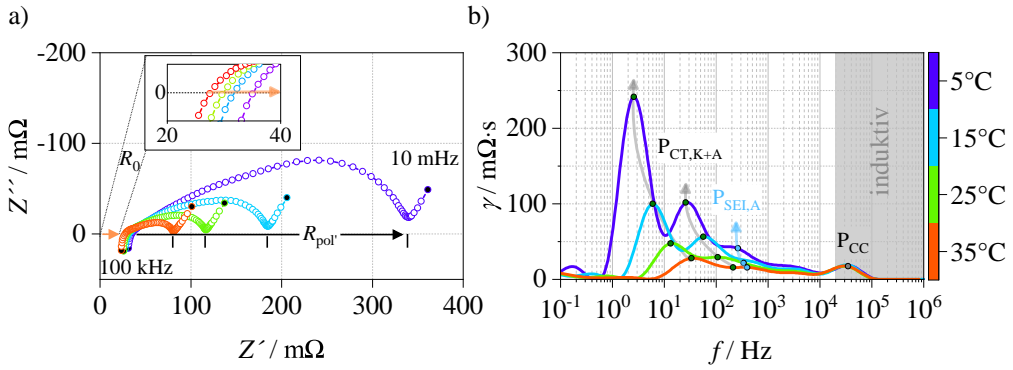 a)
-200
-100
0
100
Z´´ / mΩ
0
20
40
R0
10 mHz
Rpol'
100 kHz
0
100
200
300
400
Z´ / mΩ
b)
300
200
100
0
γ / mΩ·s
PCT,K+A
PSEI,A
PCC
induktiv
10-1
100
101
102
103
104
105
106
f / Hz
5°C
15°C
25°C
35°C